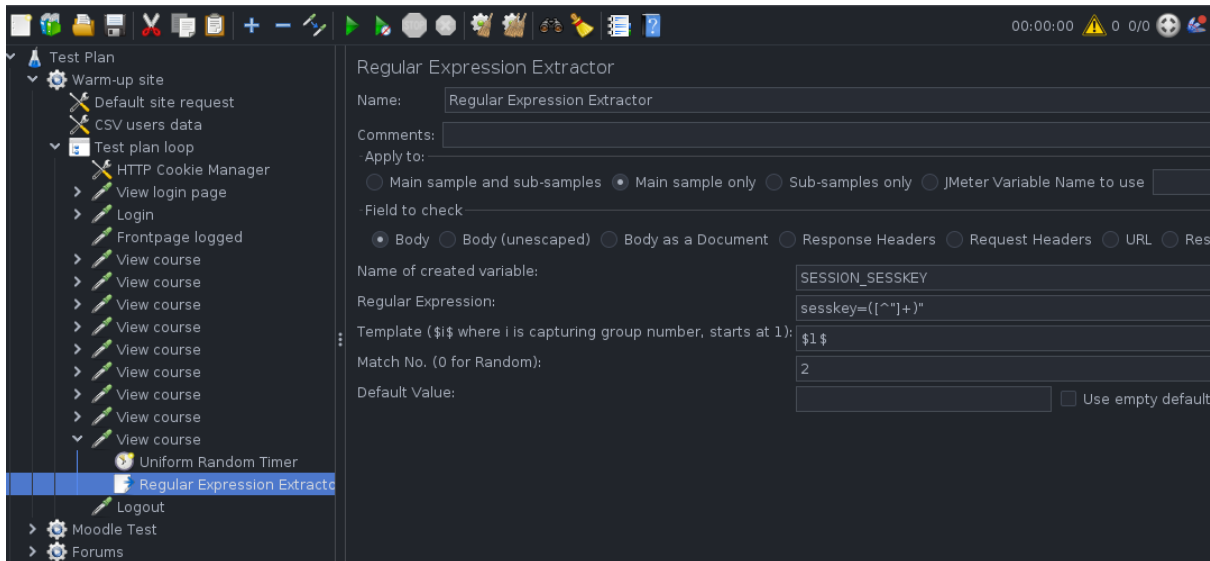 00:00:00 0 0/0
Test Plan
Warm-up site
Default site request
CSV users data
Test plan loop
HTTP Cookie Manager
View login page
Login
Frontpage logged
View course
View course
View course
View course
View course
View course
View course
View course
View course
Uniform Random Timer
Regular Expression Extractc
Logout
Moodle Test
Forums
Regular Expression Extractor
Name: Regular Expression Extractor
Comments:
Apply to:
Main sample and sub-samples Main sample only Sub-samples only JMeter Variable Name to use
Field to check
Body Body (unescaped) Body as a Document Response Headers Request Headers URL Res
Name of created variable: SESSION_SESSKEY
Regular Expression: sesskey=([^"]+)"
Template ($i$ where i is capturing group number, starts at 1): $1$
Match No. (0 for Random): 2
Default Value: Use empty default